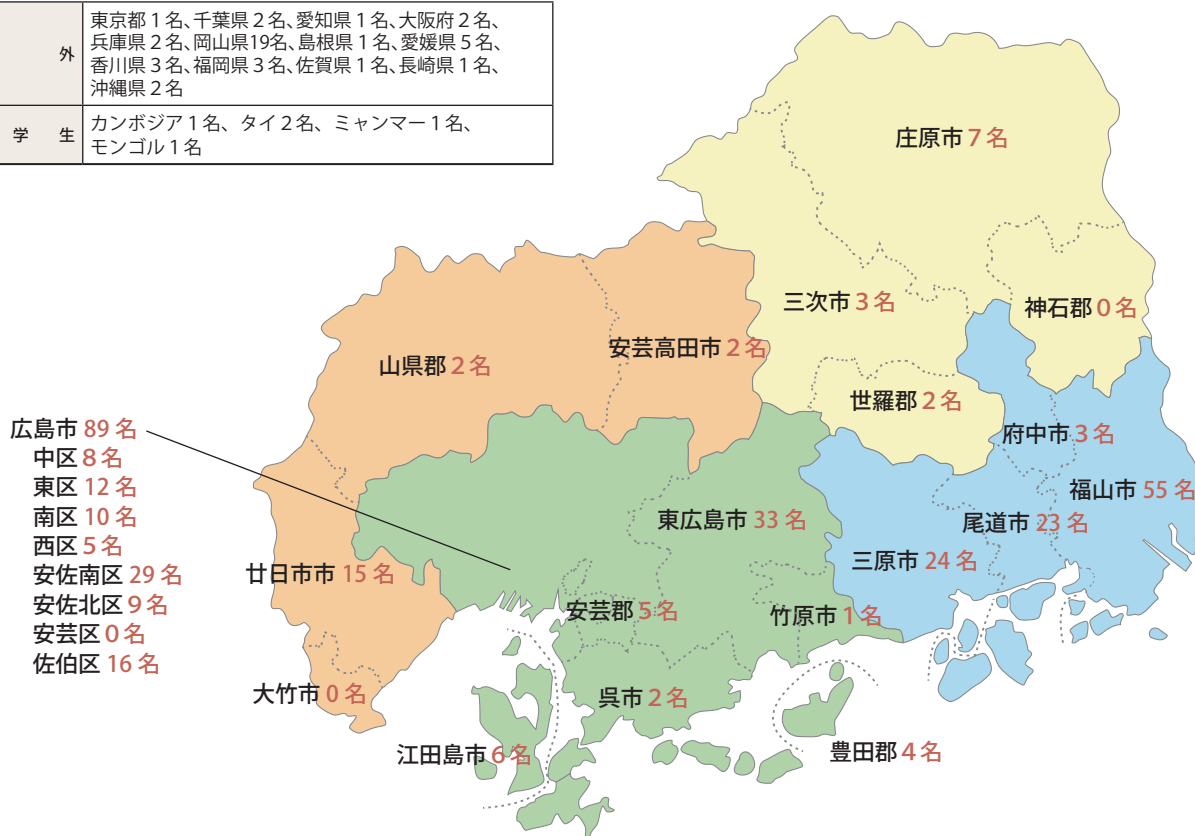 外
東京都1名、千葉県2名、愛知県1名、大阪府2名、
兵庫県2名、岡山県19名、島根県1名、愛媛県5名、
香川県3名、福岡県3名、佐賀県1名、長崎県1名、
沖縄県2名
学 生
カンボジア1名、タイ2名、ミャンマー1名、
モンゴル1名
庄原市 7名
三次市 3名
神石郡 0名
安芸高田市 2名
山県郡 2名
世羅郡 2名
府中市 3名
福山市 55名
尾道市 23名
三原市 24名
東広島市 33名
広島市 89名
中区 8名
東区 12名
南区 10名
西区 5名
安佐南区 29名
安佐北区 9名
安芸区 0名
佐伯区 16名
廿日市市 15名
安芸郡 5名
竹原市 1名
大竹市 0名
呉市 2名
江田島市 6名
豊田郡 4名